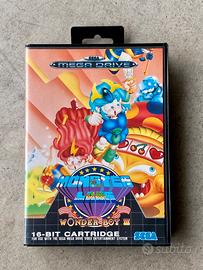 SEGA
MEGA DRIVE
WONDER BOY III
16-BIT CARTRIDGE
FOR USE WITH THE SEGA MEGA DRIVE VIDEO ENTERTAINMENT SYSTEM
SEGA
subito